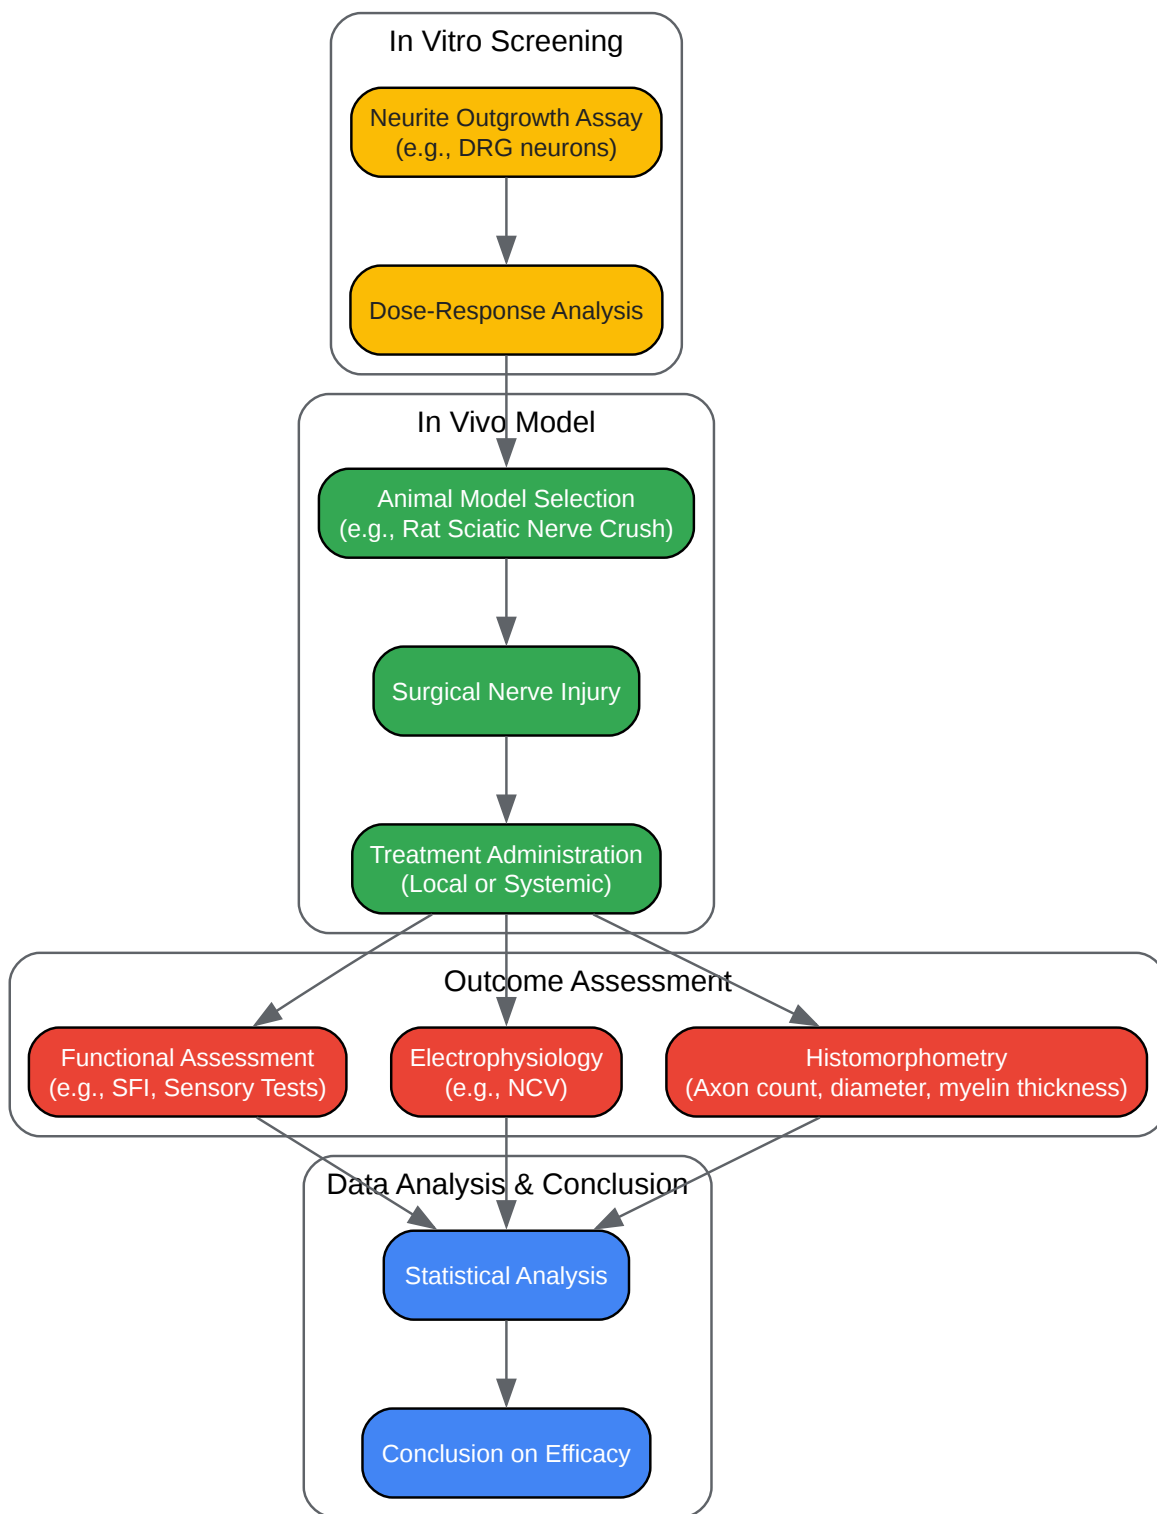 In Vitro Screening
Neurite Outgrowth Assay
(e.g., DRG neurons)
Dose-Response Analysis
In Vivo Model
Animal Model Selection
(e.g., Rat Sciatic Nerve Crush)
Surgical Nerve Injury
Treatment Administration
(Local or Systemic)
Outcome Assessment
Functional Assessment
(e.g., SFI, Sensory Tests)
Electrophysiology
(e.g., NCV)
Histomorphometry
(Axon count, diameter, myelin thickness)
Data Analysis & Conclusion
Statistical Analysis
Conclusion on Efficacy